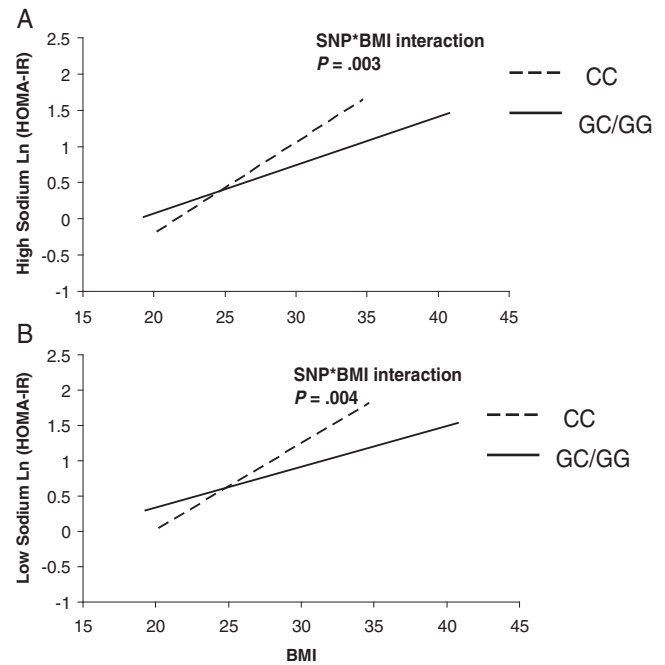 A
SNP*BMI interaction
P = .003
CC
GC/GG
High Sodium Ln (HOMA-IR)
2.5
2
1.5
1
0.5
0
-0.5
-1
15 20 25 30 35 40 45
B
SNP*BMI interaction
P = .004
CC
GC/GG
Low Sodium Ln (HOMA-IR)
2.5
2
1.5
1
0.5
0
-0.5
-1
15 20 25 30 35 40 45
BMI